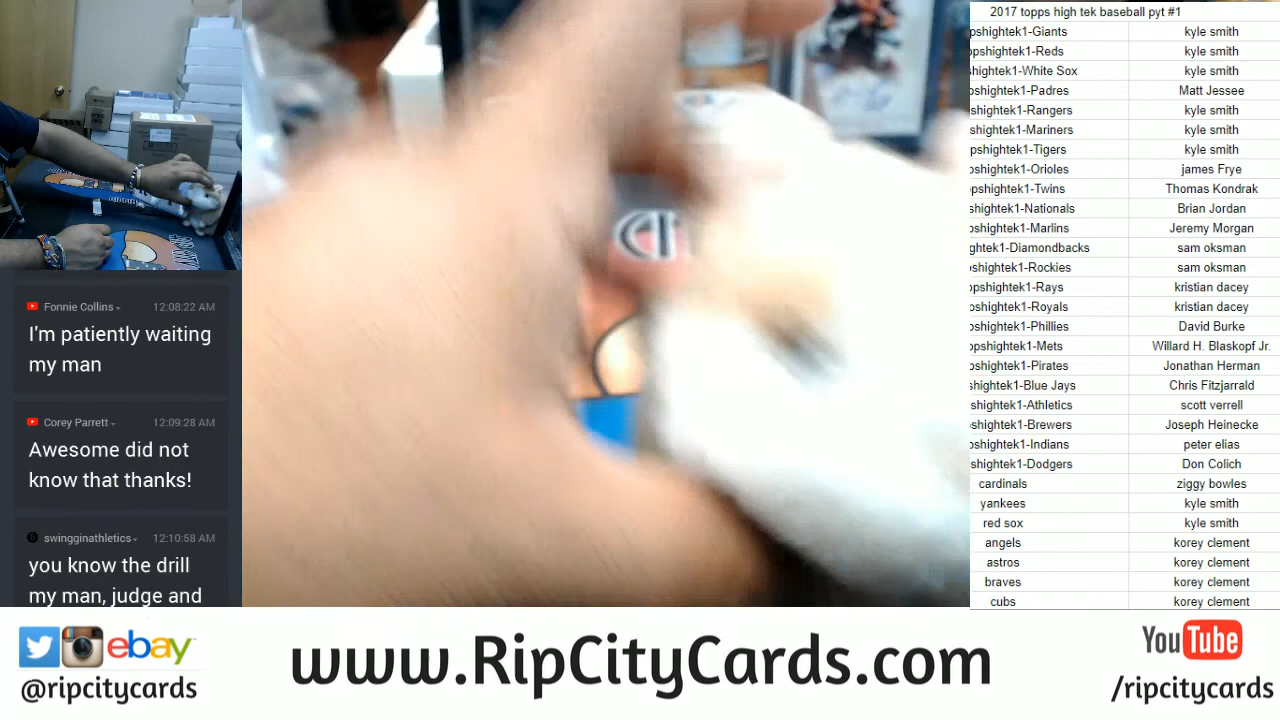 Fonnie Collins 12:08:22 AM
I'm patiently waiting
my man
Corey Parrett 12:09:28 AM
Awesome did not
know that thanks!
swingginathletics 12:10:58 AM
you know the drill
my man, judge and
2017 topps high tek baseball pyt #1
pshightek1-Giants kyle smith
opshightek1-Reds kyle smith
shightek1-White Sox kyle smith
opshightek1-Padres Matt Jessee
pshightek1-Rangers kyle smith
shightek1-Mariners kyle smith
opshightek1-Tigers kyle smith
pshightek1-Orioles james Frye
opshightek1-Twins Thomas Kondrak
shightek1-Nationals Brian Jordan
pshightek1-Marlins Jeremy Morgan
ghtek1-Diamondbacks sam oksman
pshightek1-Rockies sam oksman
opshightek1-Rays kristian dacey
pshightek1-Royals kristian dacey
pshightek1-Phillies David Burke
opshightek1-Mets Willard H. Blaskopf Jr.
pshightek1-Pirates Jonathan Herman
shightek1-Blue Jays Chris Fitzjarrald
shightek1-Athletics scott verrell
oshightek1-Brewers Joseph Heinecke
pshightek1-Indians peter elias
shightek1-Dodgers Don Colich
cardinals ziggy bowles
yankees kyle smith
red sox kyle smith
angels korey clement
astros korey clement
braves korey clement
cubs korey clement
ebay
@ripcitycards
www.RipCityCards.com
YouTube
/ripcitycards